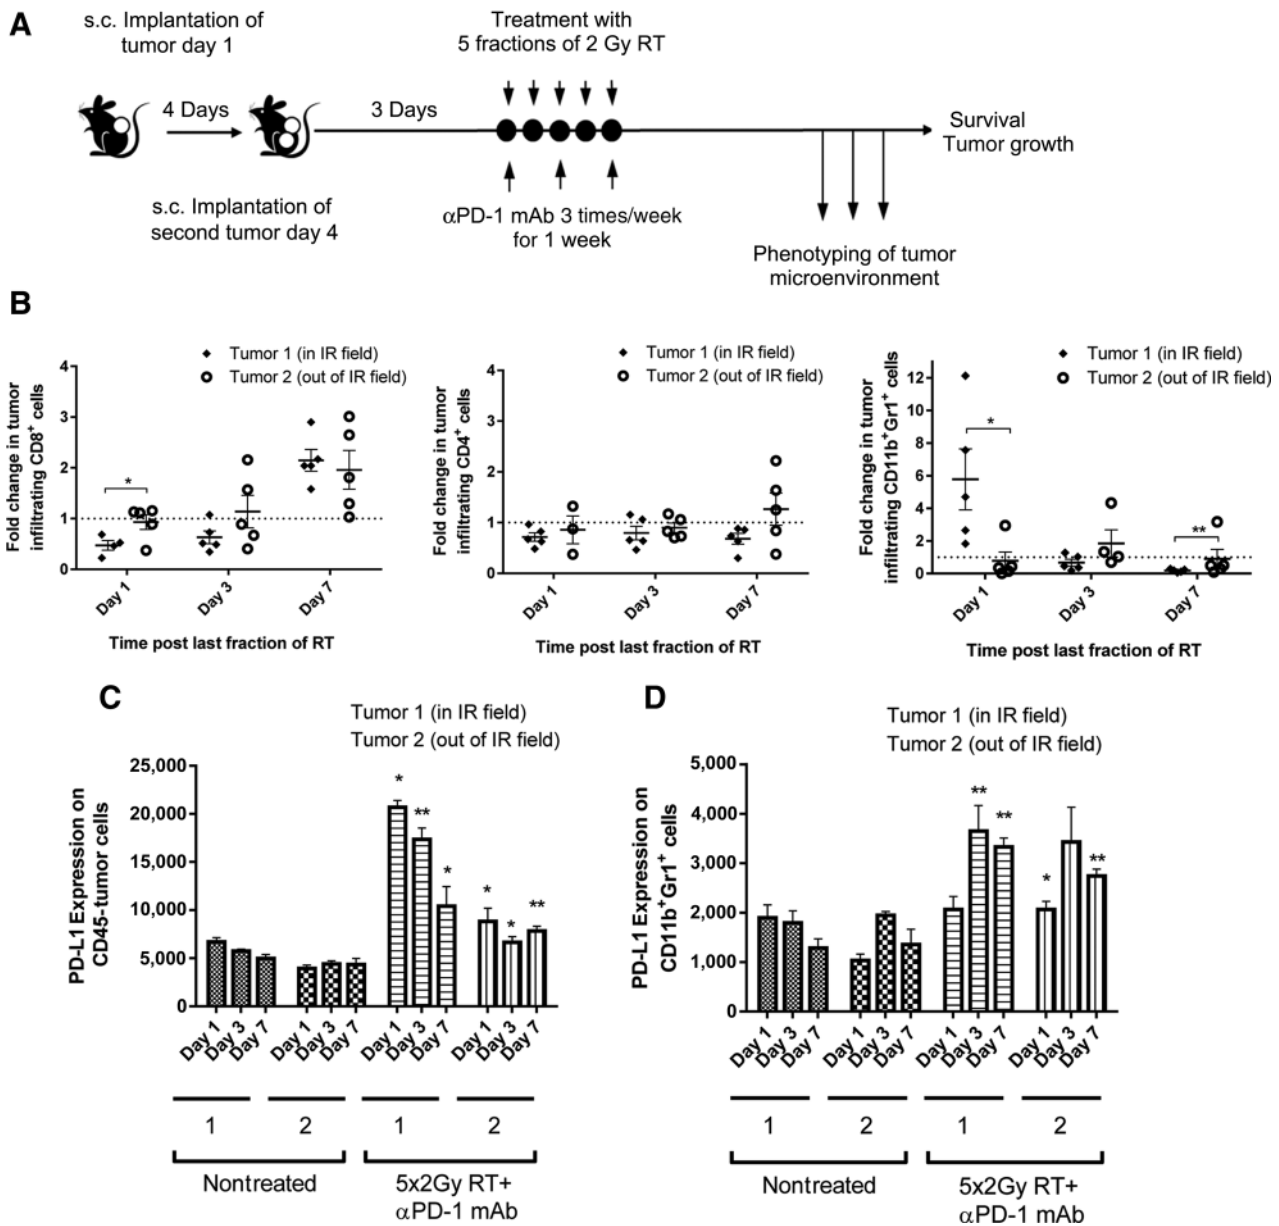 A
s.c. Implantation of
tumor day 1
Treatment with
5 fractions of 2 Gy RT
4 Days
3 Days
Survival
Tumor growth
s.c. Implantation of
second tumor day 4
αPD-1 mAb 3 times/week
for 1 week
Phenotyping of tumor
microenvironment
B
Fold change in tumor
infiltrating CD8+ cells
Tumor 1 (in IR field)
Tumor 2 (out of IR field)
4
3
2
1
0
*
Day 1
Day 3
Day 7
Time post last fraction of RT
Fold change in tumor
infiltrating CD4+ cells
Tumor 1 (in IR field)
Tumor 2 (out of IR field)
4
3
2
1
0
Day 1
Day 3
Day 7
Time post last fraction of RT
Fold change in tumor
infiltrating CD11b+Gr1+ cells
Tumor 1 (in IR field)
Tumor 2 (out of IR field)
12
10
8
6
4
2
0
*
**
Day 1
Day 3
Day 7
Time post last fraction of RT
C
Tumor 1 (in IR field)
Tumor 2 (out of IR field)
PD-L1 Expression on
CD45-tumor cells
25,000
20,000
15,000
10,000
5,000
0
* ** * * * **
Day 1 Day 3 Day 7 Day 1 Day 3 Day 7 Day 1 Day 3 Day 7 Day 1 Day 3 Day 7
1 2 1 2
Nontreated
5x2Gy RT+
αPD-1 mAb
D
Tumor 1 (in IR field)
Tumor 2 (out of IR field)
PD-L1 Expression on
CD11b+Gr1+ cells
5,000
4,000
3,000
2,000
1,000
0
** ** * **
Day 1 Day 3 Day 7 Day 1 Day 3 Day 7 Day 1 Day 3 Day 7 Day 1 Day 3 Day 7
1 2 1 2
Nontreated
5x2Gy RT+
αPD-1 mAb